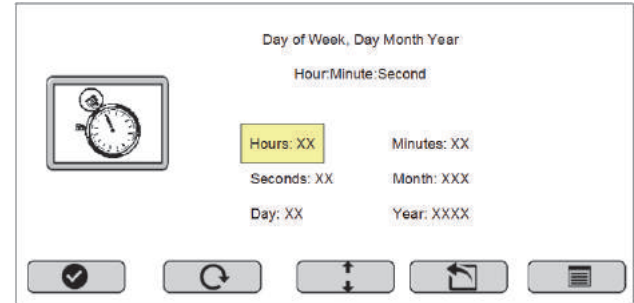 Day of Week, Day Month Year
Hour:Minute:Second
Hours: XX Minutes: XX
Seconds: XX Month: XXX
Day: XX Year: XXXX